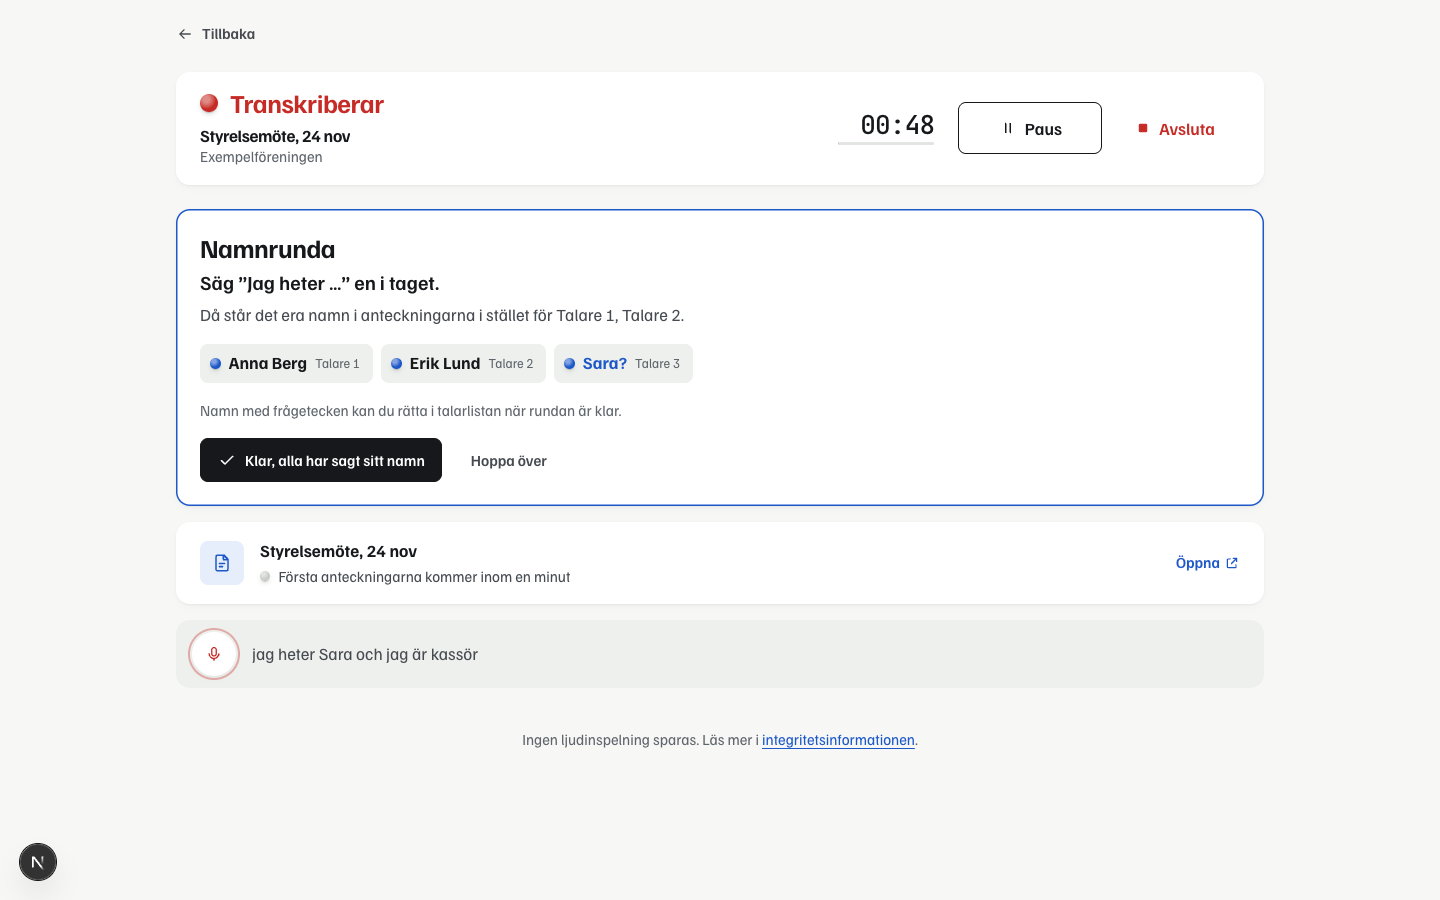 Tillbaka
Transkriberar
Styrelsemöte, 24 nov
Exempelföreningen
00:48
Paus
Avsluta
Namnrunda
Säg ”Jag heter …” en i taget.
Då står det era namn i anteckningarna i stället för Talare 1, Talare 2.
Anna Berg Talare 1 Erik Lund Talare 2 Sara? Talare 3
Namn med frågetecken kan du rätta i talarlistan när rundan är klar.
Klar, alla har sagt sitt namn Hoppa över
Styrelsemöte, 24 nov
Första anteckningarna kommer inom en minut
Öppna
jag heter Sara och jag är kassör
Ingen ljudinspelning sparas. Läs mer i integritetsinformationen.
N